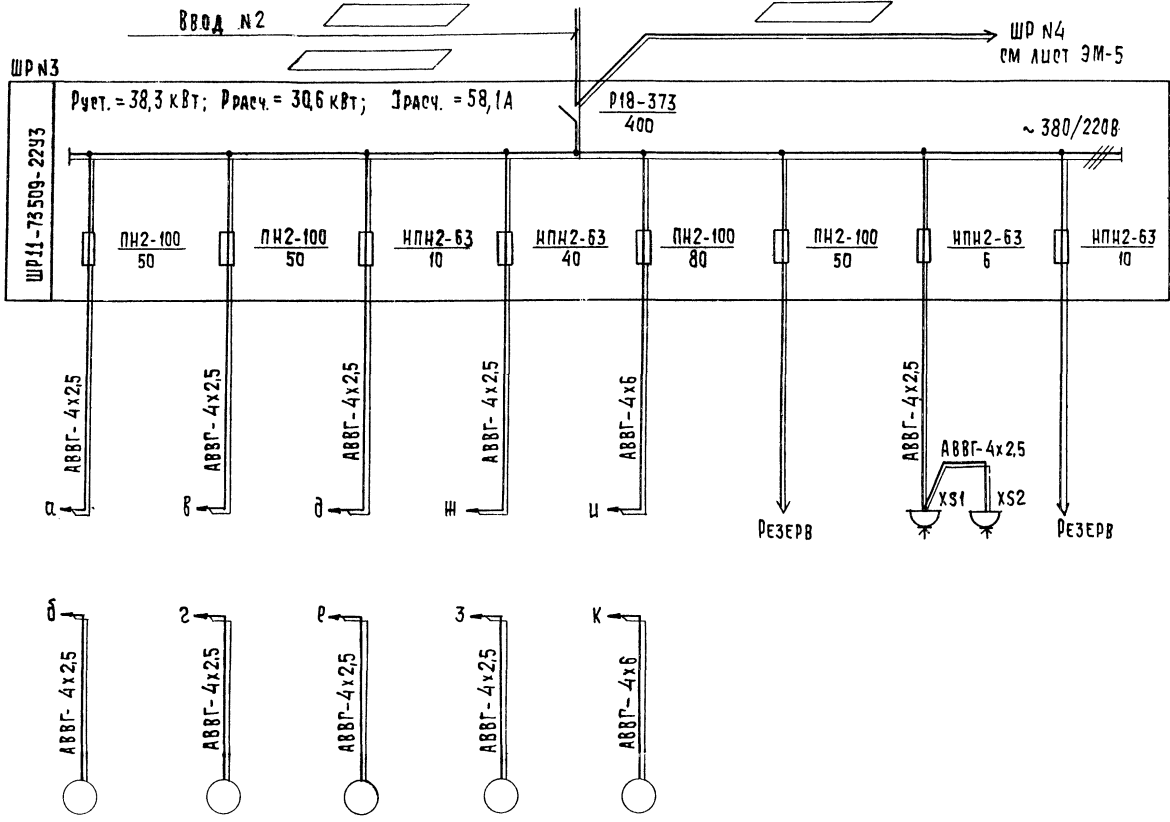 Ввод №2
ШР №4
см лист ЭМ-5
ШР №3
Руст. = 38,3 кВт; Ррасч. = 30,6 кВт; Jрасч. = 58,1А
Р18-373
400
~ 380/220В
ШР11-73509-22У3
ПН2-100
50
ПН2-100
50
НПН2-63
10
НПН2-63
40
ПН2-100
80
ПН2-100
50
НПН2-63
6
НПН2-63
10
АВВГ-4х2,5
АВВГ-4х2,5
АВВГ-4х2,5
АВВГ-4х2,5
АВВГ-4х6
АВВГ-4х2,5
АВВГ-4х2,5
а
в
д
ж
и
XS1
XS2
Резерв
Резерв
б
г
е
з
к
АВВГ-4х2,5
АВВГ-4х2,5
АВВГ-4х2,5
АВВГ-4х2,5
АВВГ-4х6